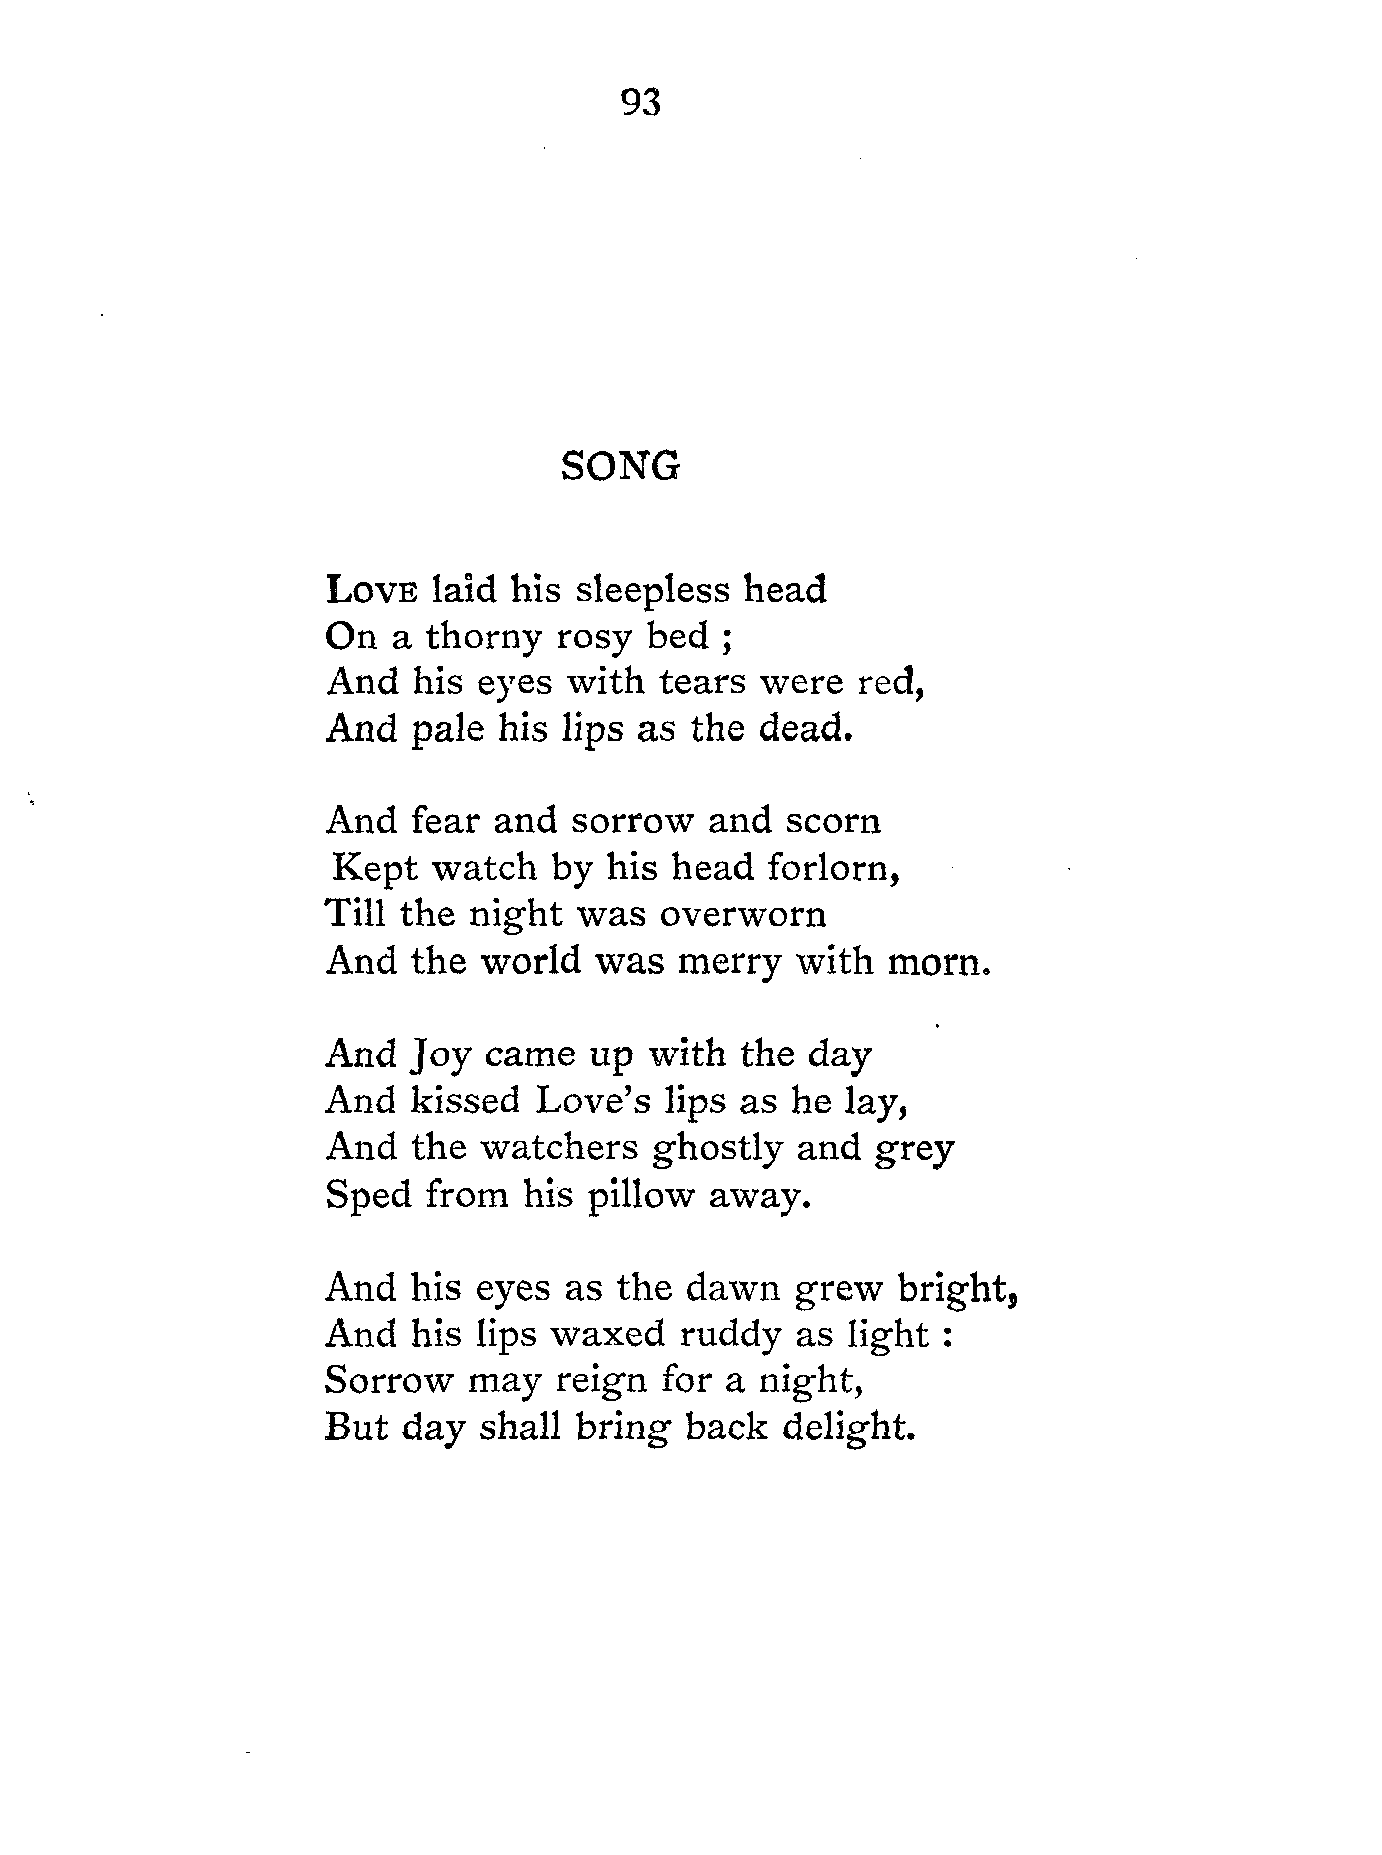 93
SONG
LOVE laid his sleepless head
On a thorny rosy bed ;
And his eyes with tears were red,
And pale his lips as the dead.
And fear and sorrow and scorn
Kept watch by his head forlorn,
Till the night was overworn
And the world was merry with morn.
And Joy came up with the day
And kissed Love's lips as he lay,
And the watchers ghostly and grey
Sped from his pillow away.
And his eyes as the dawn grew bright,
And his lips waxed ruddy as light :
Sorrow may reign for a night,
But day shall bring back delight.